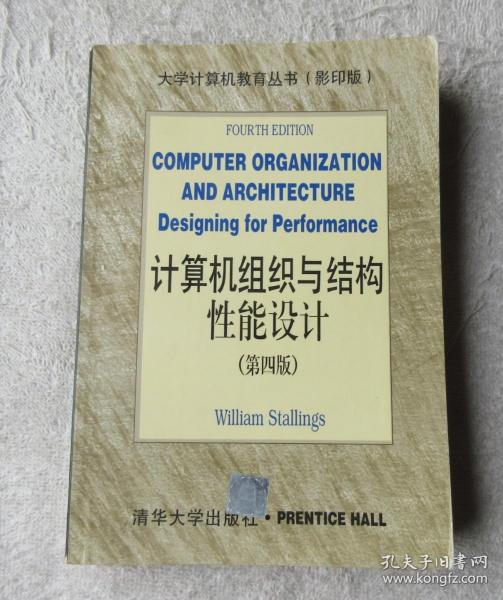 大学计算机教育丛书（影印版）
FOURTH EDITION
COMPUTER ORGANIZATION
AND ARCHITECTURE
Designing for Performance
计算机组织与结构
性能设计
（第四版）
William Stallings
清华大学出版社·PRENTICE HALL
孔夫子旧书网
www.kongfz.com